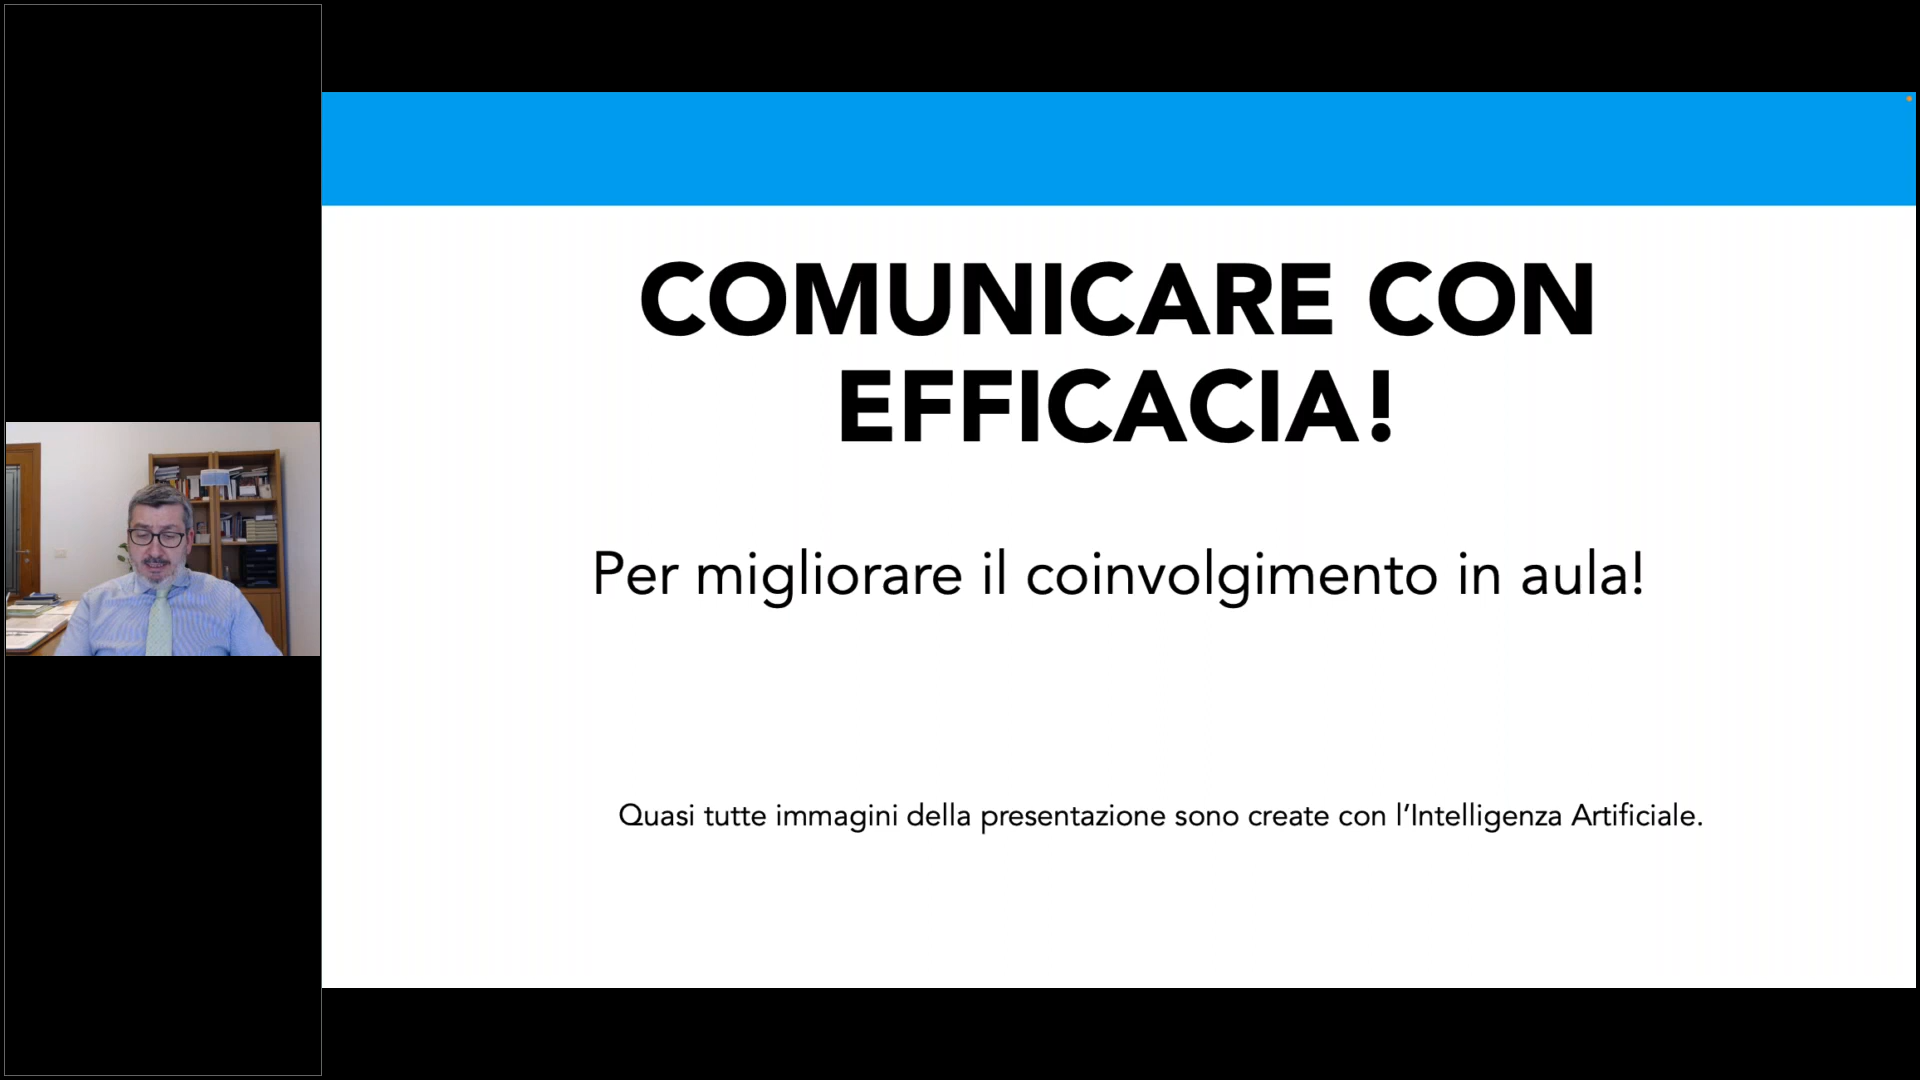 COMUNICARE CON
EFFICACIA!
Per migliorare il coinvolgimento in aula!
Quasi tutte immagini della presentazione sono create con l’Intelligenza Artificiale.